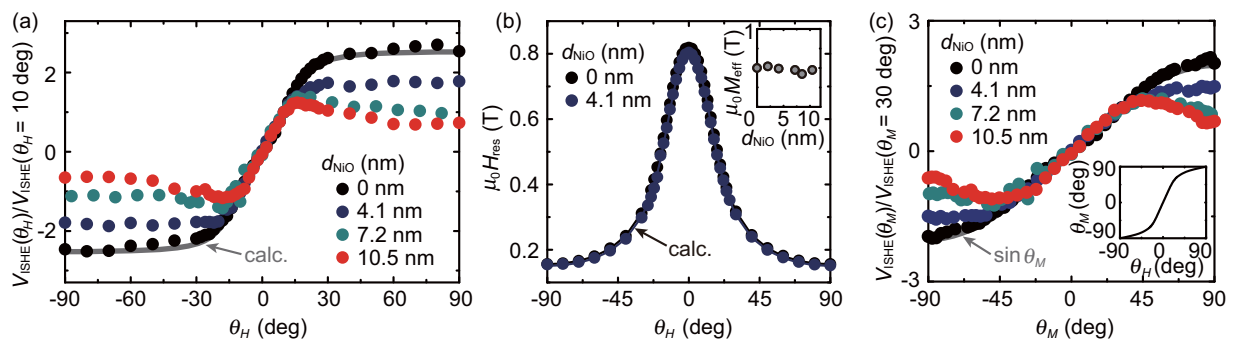 (a)
V_ISHE(θ_H)/V_ISHE(θ_H = 10 deg)
2
0
-2
d_NiO (nm)
0 nm
4.1 nm
7.2 nm
10.5 nm
calc.
-90 -60 -30 0 30 60 90
θ_H (deg)
(b)
μ₀H_res (T)
0.8
0.6
0.4
0.2
d_NiO (nm)
0 nm
4.1 nm
calc.
μ₀M_eff (T)
1
0
0 5 10
d_NiO (nm)
-90 -45 0 45 90
θ_H (deg)
(c)
V_ISHE(θ_M)/V_ISHE(θ_M = 30 deg)
3
0
-3
d_NiO (nm)
0 nm
4.1 nm
7.2 nm
10.5 nm
sin θ_M
θ_M (deg)
90
0
-90
-90 0 90
θ_H (deg)
-90 -45 0 45 90
θ_M (deg)